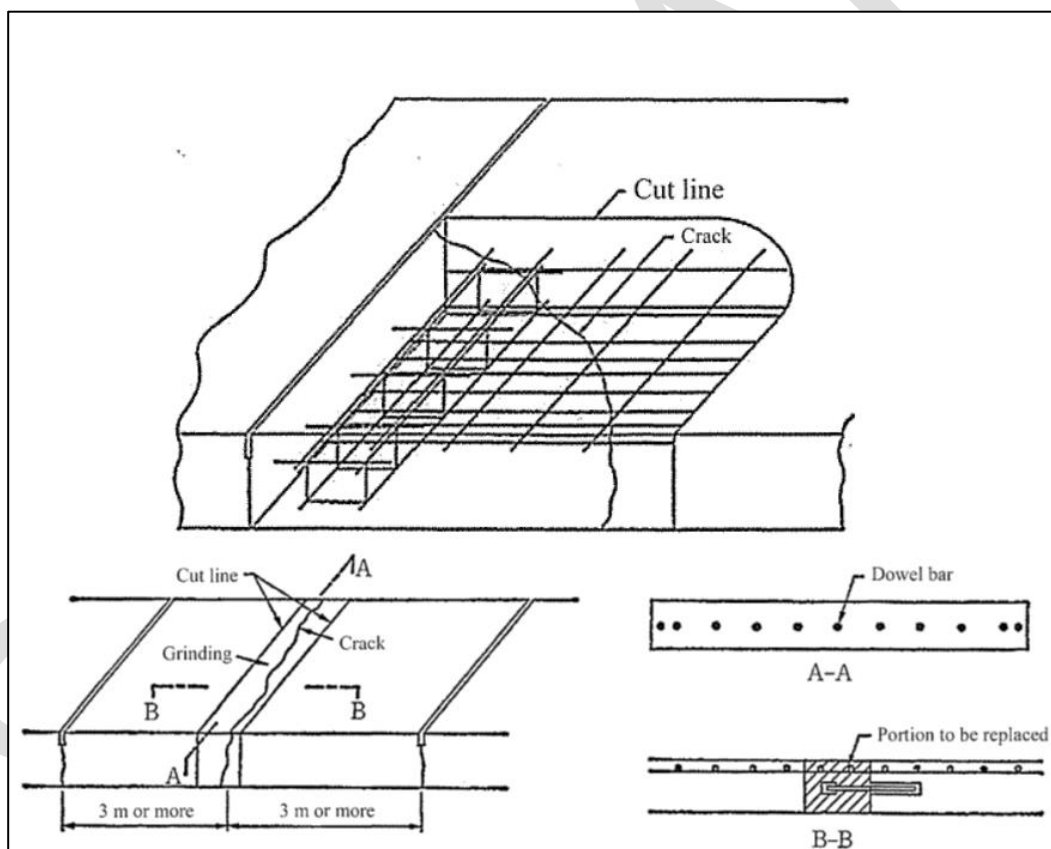 Cut line
Crack
A
Cut line
Dowel bar
Crack
Grinding
A-A
B
B
Portion to be replaced
A
3 m or more
3 m or more
B-B